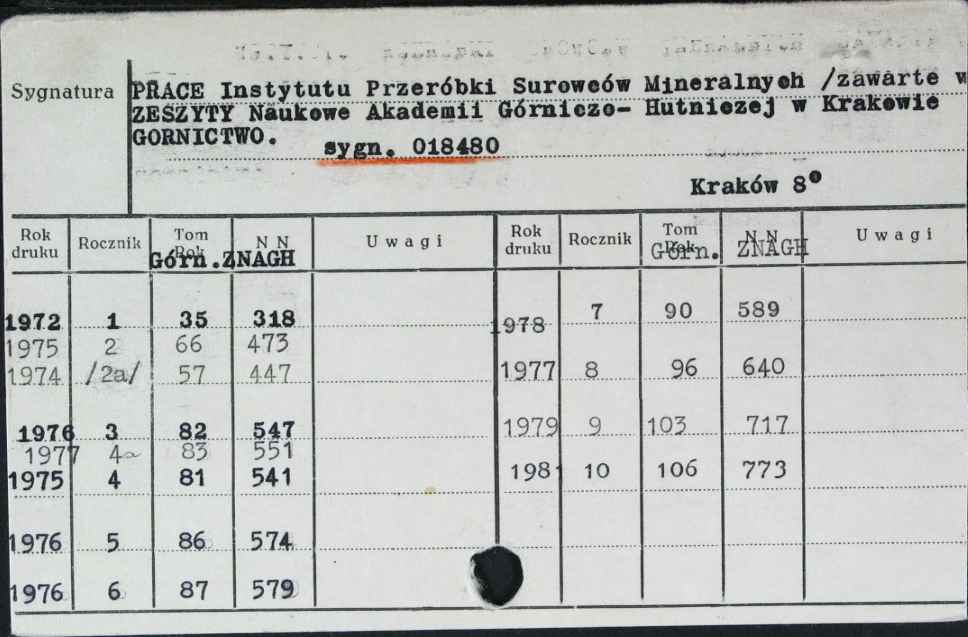 Sygnatura
PRACE Instytutu Przeróbki Surowców Mineralnych /zawarte w
ZESZYTY Naukowe Akademii Górniczo- Hutniczej w Krakowie
GORNICTWO.
sygn. 018480
Kraków 8°
Rok druku Rocznik Tom Rok N N U w a g i Rok druku Rocznik Tom Rok N N U w a g i
Górn. ZNAGH Górn. ZNAGH
1972 1 35 318 1978 7 90 589
1975 2 66 473
1974 /2a/ 57 447 1977 8 96 640
1976 3 82 547 1979 9 103 717
1977 4a 83 551
1975 4 81 541 1981 10 106 773
1976 5 86 574
1976 6 87 579